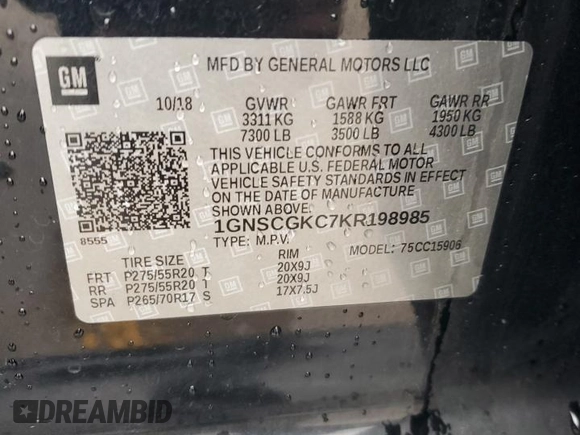 GM
MFD BY GENERAL MOTORS LLC
10/18 GVWR GAWR FRT GAWR RR
3311 KG 1588 KG 1950 KG
7300 LB 3500 LB 4300 LB
THIS VEHICLE CONFORMS TO ALL
APPLICABLE U.S. FEDERAL MOTOR
VEHICLE SAFETY STANDARDS IN EFFECT
ON THE DATE OF MANUFACTURE
SHOWN ABOVE.
1GNSCGKC7KR198985
8555
TYPE: M.P.V. MODEL: 75CC15906
TIRE SIZE RIM
FRT P275/55R20 T 20X9J
RR P275/55R20 T 20X9J
SPA P265/70R17 S 17X7.5J
DREAMBID